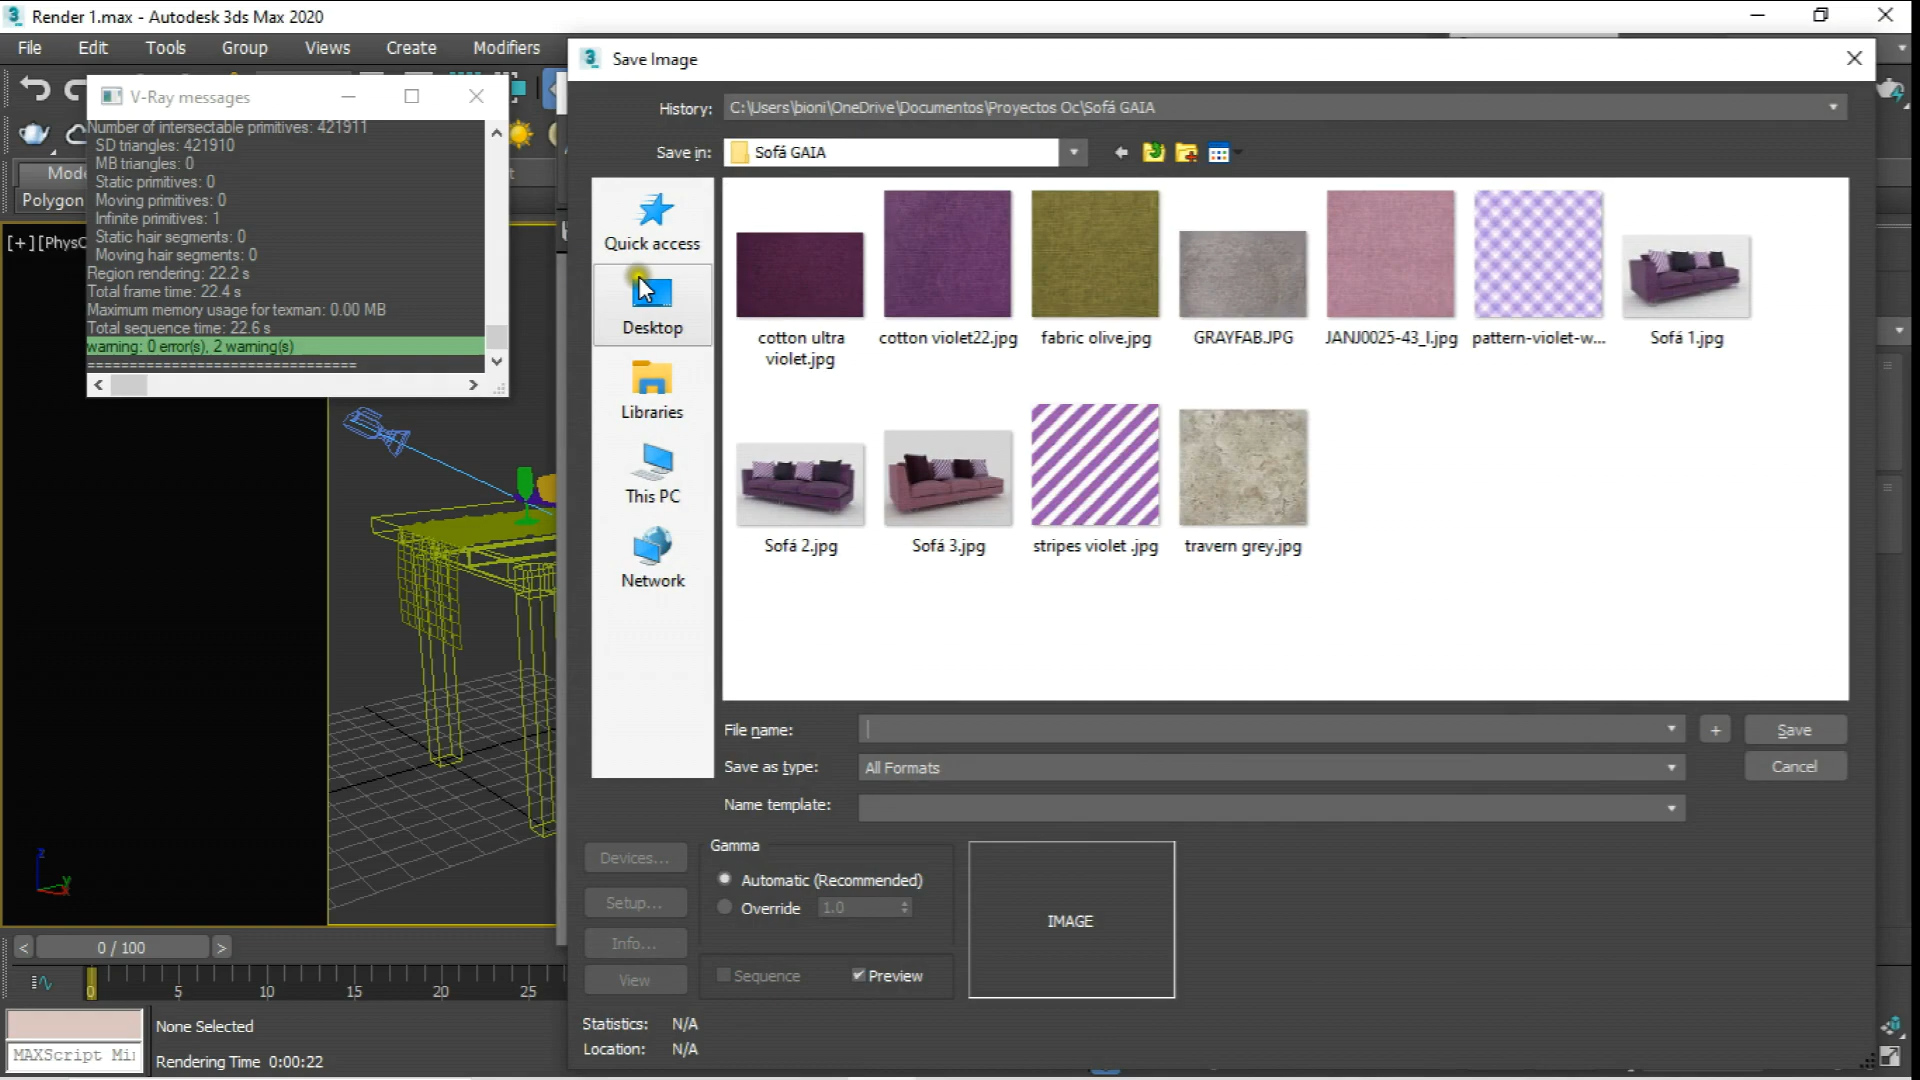 Render 1.max - Autodesk 3ds Max 2020
File Edit Tools Group Views Create Modifiers
Save Image
V-Ray messages
Number of intersectable primitives: 421911
SD triangles: 421910
MB triangles: 0
Static primitives: 0
Moving primitives: 0
Infinite primitives: 1
Static hair segments: 0
Moving hair segments: 0
Region rendering: 22.2 s
Total frame time: 22.4 s
Maximum memory usage for texman: 0.00 MB
Total sequence time: 22.6 s
warning: 0 error(s), 2 warning(s)
==============================
Polygon
[+][Phys
History: C:\Users\bioni\OneDrive\Documentos\Proyectos Oc\Sofá GAIA
Save in: Sofá GAIA
Quick access
Desktop
Libraries
This PC
Network
cotton ultra
violet.jpg
cotton violet22.jpg
fabric olive.jpg
GRAYFAB.JPG
JANJ0025-43_l.jpg
pattern-violet-w...
Sofá 1.jpg
Sofá 2.jpg
Sofá 3.jpg
stripes violet .jpg
travern grey.jpg
File name: + Save
Save as type: All Formats Cancel
Name template:
Devices...
Setup...
Info...
View
Gamma
Automatic (Recommended)
Override 1.0
Sequence Preview
IMAGE
Statistics: N/A
Location: N/A
z
y
x
< 0 / 100 >
0 5 10 15 20 25
None Selected
MAXScript Mi
Rendering Time 0:00:22